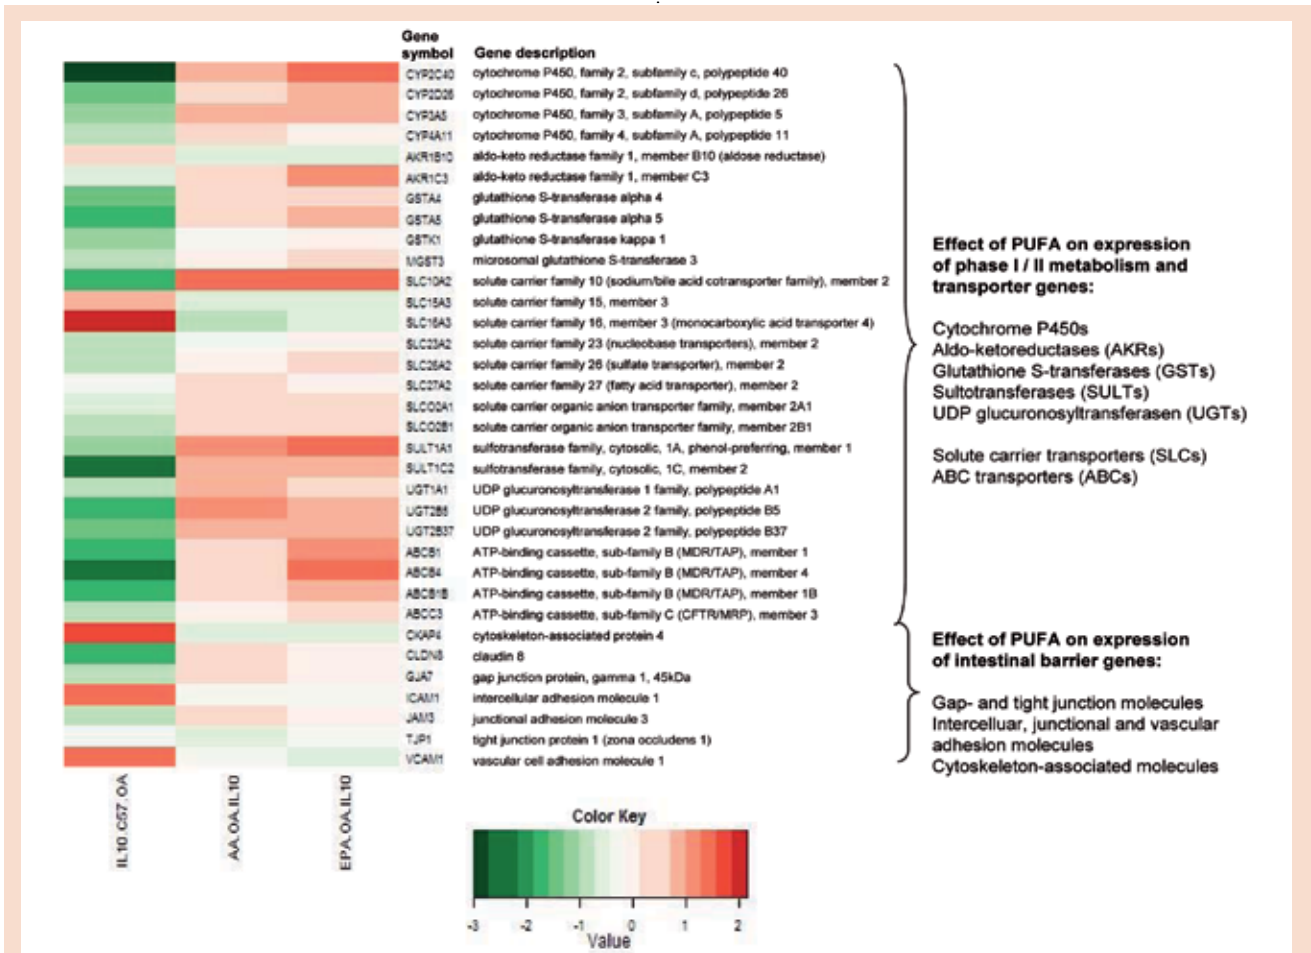 Gene
symbol Gene description
CYP2C40 cytochrome P450, family 2, subfamily c, polypeptide 40
CYP2D26 cytochrome P450, family 2, subfamily d, polypeptide 26
CYP3A5 cytochrome P450, family 3, subfamily A, polypeptide 5
CYP4A11 cytochrome P450, family 4, subfamily A, polypeptide 11
AKR1B10 aldo-keto reductase family 1, member B10 (aldose reductase)
AKR1C3 aldo-keto reductase family 1, member C3
GSTA4 glutathione S-transferase alpha 4
GSTA5 glutathione S-transferase alpha 5
GSTK1 glutathione S-transferase kappa 1
MGST3 microsomal glutathione S-transferase 3
SLC10A2 solute carrier family 10 (sodium/bile acid cotransporter family), member 2
SLC15A3 solute carrier family 15, member 3
SLC16A3 solute carrier family 16, member 3 (monocarboxylic acid transporter 4)
SLC23A2 solute carrier family 23 (nucleobase transporters), member 2
SLC26A2 solute carrier family 26 (sulfate transporter), member 2
SLC27A2 solute carrier family 27 (fatty acid transporter), member 2
SLCO2A1 solute carrier organic anion transporter family, member 2A1
SLCO2B1 solute carrier organic anion transporter family, member 2B1
SULT1A1 sulfotransferase family, cytosolic, 1A, phenol-preferring, member 1
SULT1C2 sulfotransferase family, cytosolic, 1C, member 2
UGT1A1 UDP glucuronosyltransferase 1 family, polypeptide A1
UGT2B5 UDP glucuronosyltransferase 2 family, polypeptide B5
UGT2B37 UDP glucuronosyltransferase 2 family, polypeptide B37
ABCB1 ATP-binding cassette, sub-family B (MDR/TAP), member 1
ABCB4 ATP-binding cassette, sub-family B (MDR/TAP), member 4
ABCB1B ATP-binding cassette, sub-family B (MDR/TAP), member 1B
ABCC3 ATP-binding cassette, sub-family C (CFTR/MRP), member 3
CKAP4 cytoskeleton-associated protein 4
CLDN8 claudin 8
GJA7 gap junction protein, gamma 1, 45kDa
ICAM1 intercellular adhesion molecule 1
JAM3 junctional adhesion molecule 3
TJP1 tight junction protein 1 (zona occludens 1)
VCAM1 vascular cell adhesion molecule 1
Effect of PUFA on expression
of phase I / II metabolism and
transporter genes:
Cytochrome P450s
Aldo-ketoreductases (AKRs)
Glutathione S-transferases (GSTs)
Sultotransferases (SULTs)
UDP glucuronosyltransferasen (UGTs)
Solute carrier transporters (SLCs)
ABC transporters (ABCs)
Effect of PUFA on expression
of intestinal barrier genes:
Gap- and tight junction molecules
Intercelluar, junctional and vascular
adhesion molecules
Cytoskeleton-associated molecules
IL10.C57.OA
AA.OA.IL10
EPA.OA.IL10
Color Key
-3 -2 -1 0 1 2
Value